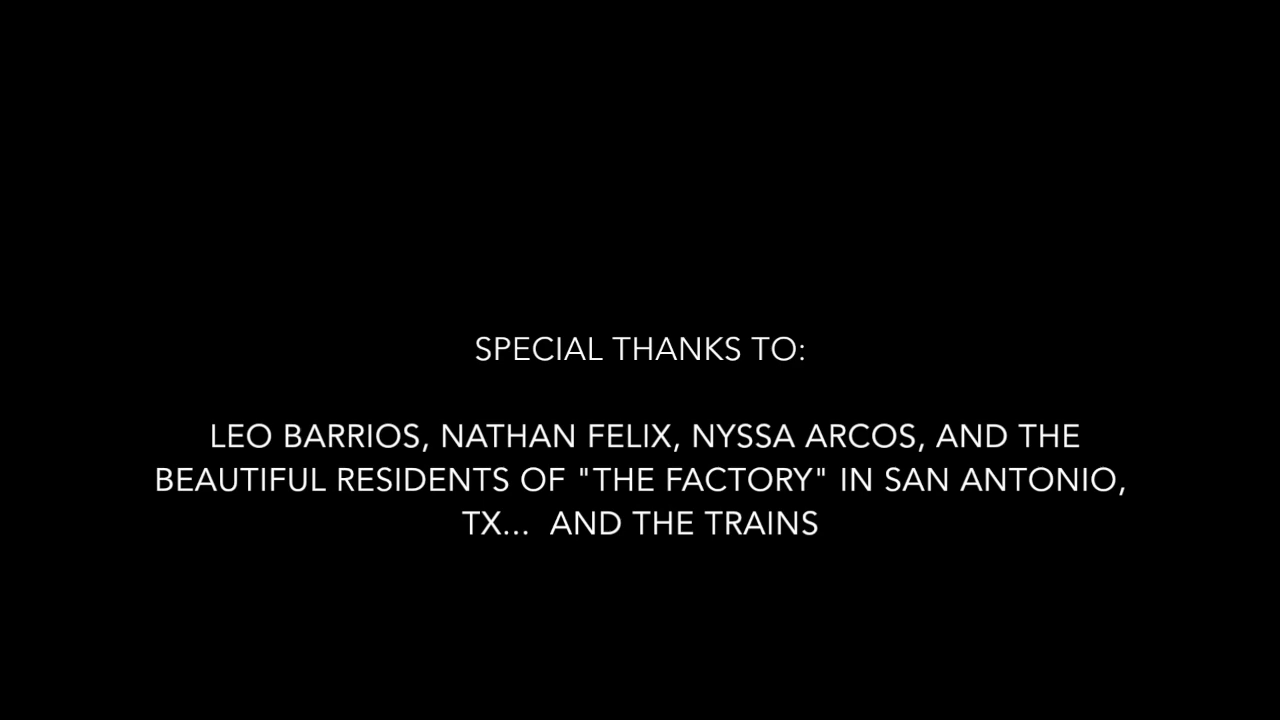 SPECIAL THANKS TO:
LEO BARRIOS, NATHAN FELIX, NYSSA ARCOS, AND THE
BEAUTIFUL RESIDENTS OF "THE FACTORY" IN SAN ANTONIO,
TX...  AND THE TRAINS